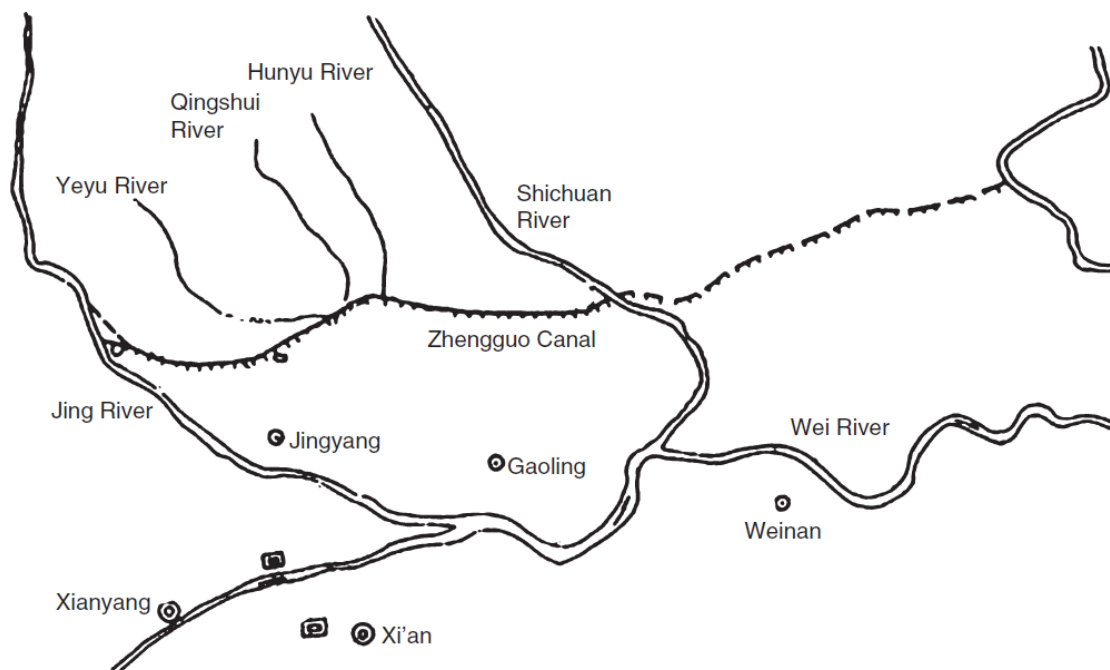 Hunyu River
Qingshui
River
Yeyu River
Shichuan
River
Zhengguo Canal
Jing River
Jingyang
Gaoling
Wei River
Weinan
Xianyang
Xi'an